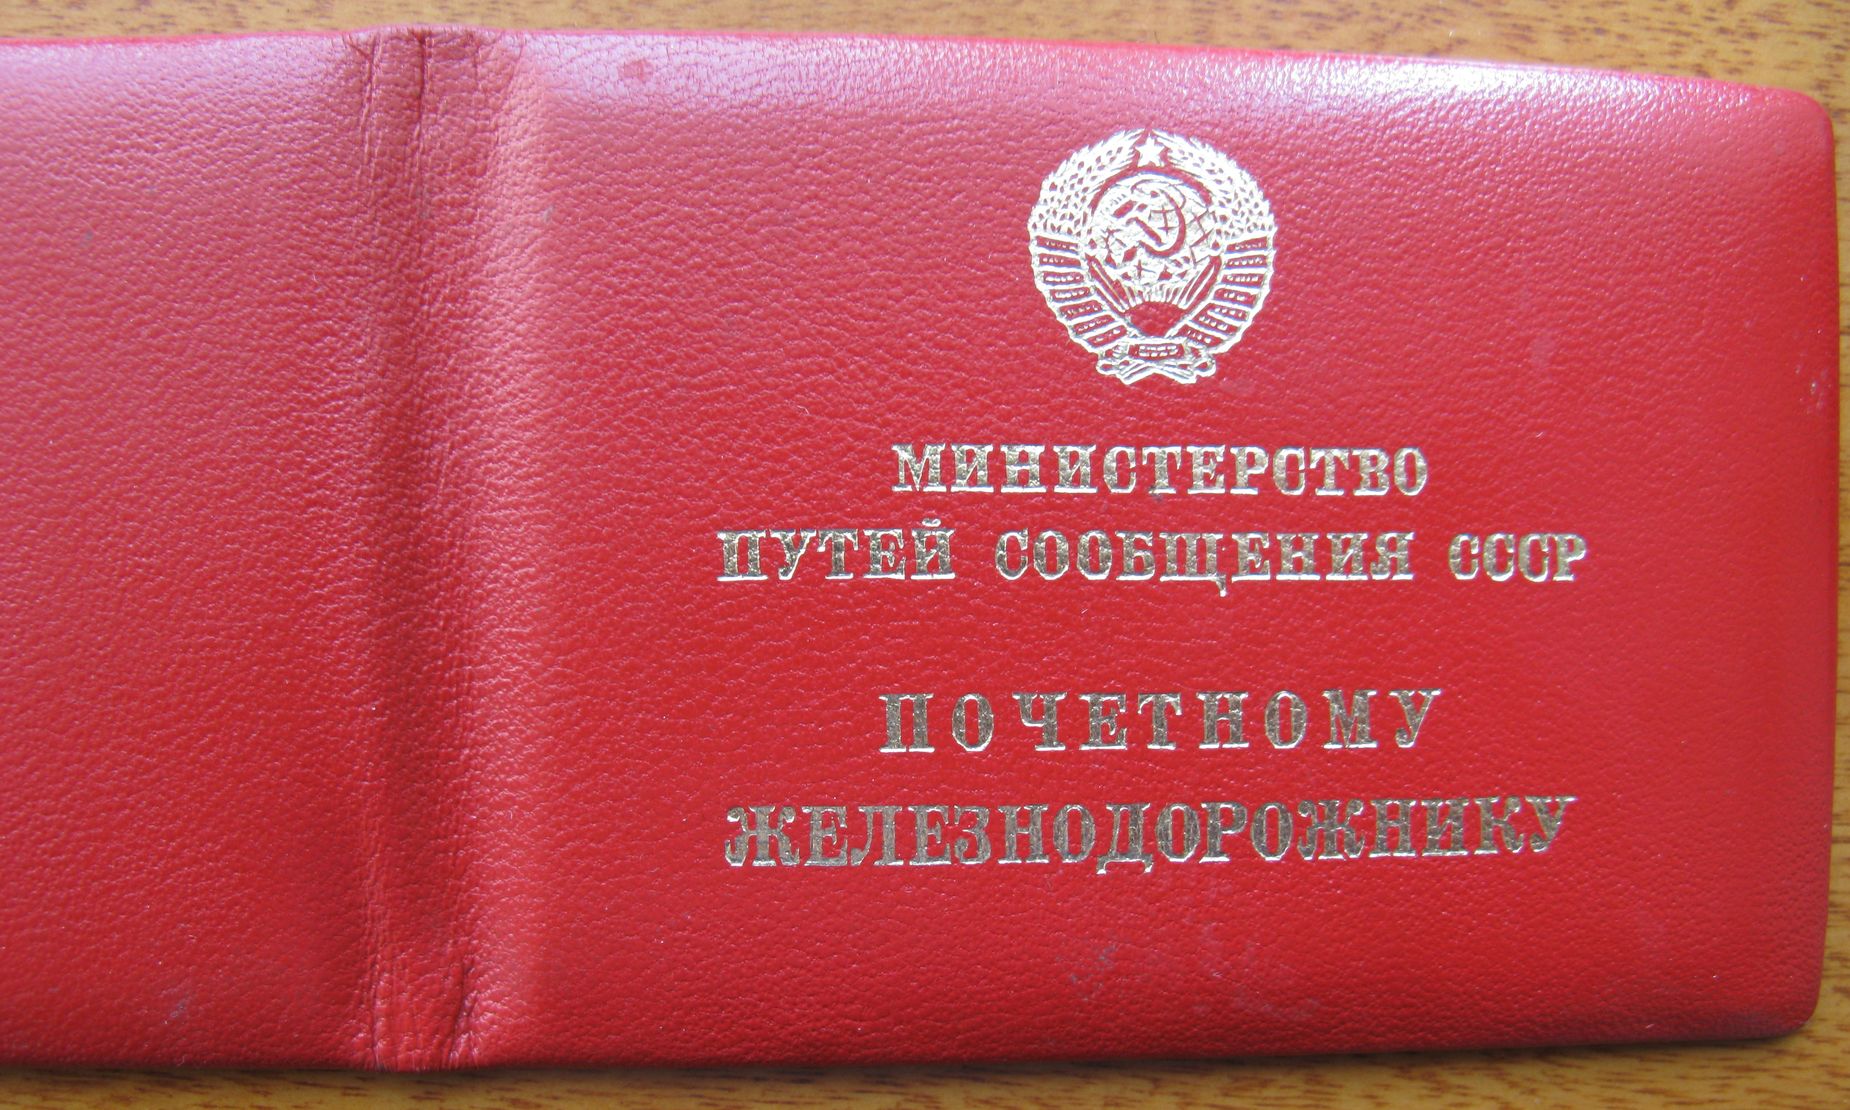 МИНИСТЕРСТВО
ПУТЕЙ СООБЩЕНИЯ СССР
ПОЧЕТНОМУ
ЖЕЛЕЗНОДОРОЖНИКУ